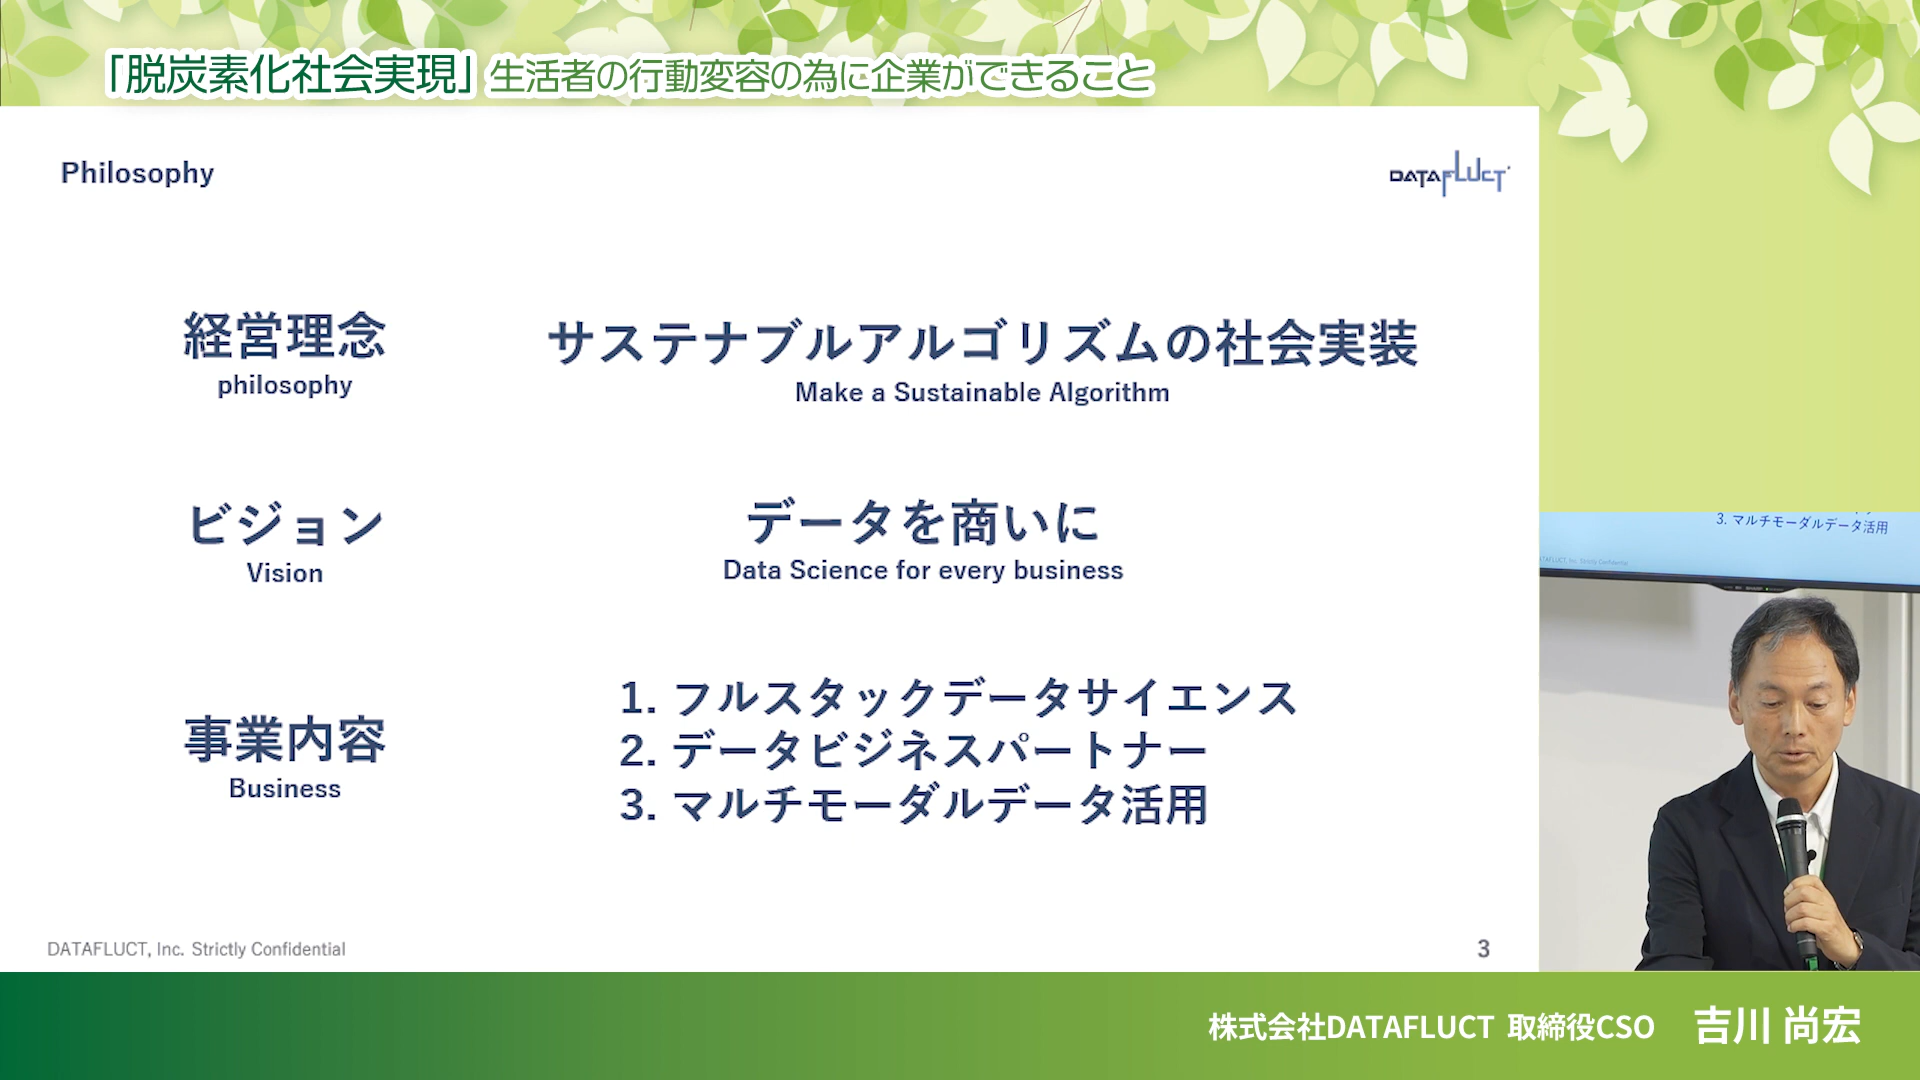 「脱炭素化社会実現」生活者の行動変容の為に企業ができること
Philosophy
DATAFLUCT
経営理念
philosophy
サステナブルアルゴリズムの社会実装
Make a Sustainable Algorithm
ビジョン
Vision
データを商いに
Data Science for every business
事業内容
Business
1. フルスタックデータサイエンス
2. データビジネスパートナー
3. マルチモーダルデータ活用
DATAFLUCT, Inc. Strictly Confidential
3
3. マルチモーダルデータ活用
株式会社DATAFLUCT 取締役CSO 吉川 尚宏